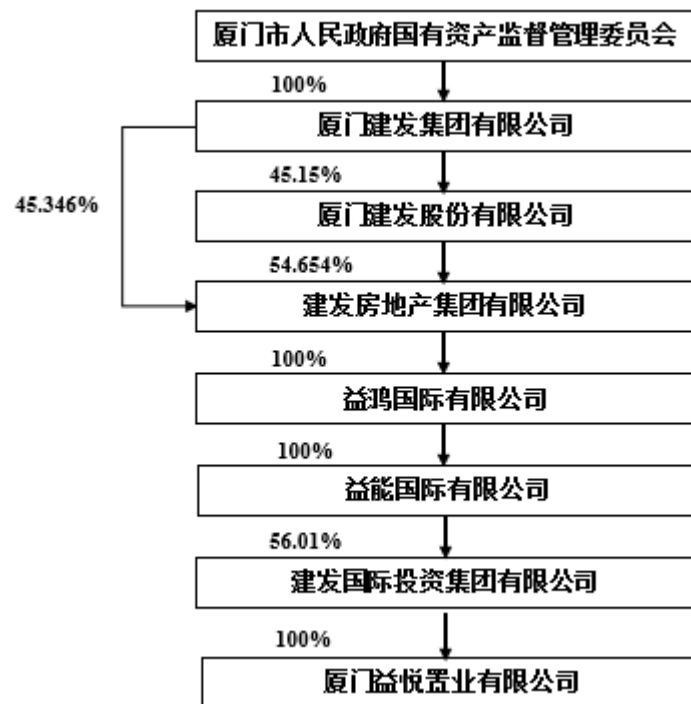 厦门市人民政府国有资产监督管理委员会
100%
厦门建发集团有限公司
45.15%
45.346%
厦门建发股份有限公司
54.654%
建发房地产集团有限公司
100%
益鸿国际有限公司
100%
益能国际有限公司
56.01%
建发国际投资集团有限公司
100%
厦门益悦置业有限公司